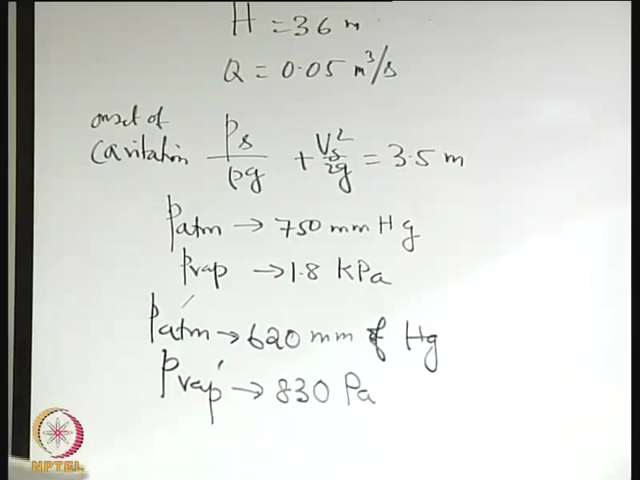 H = 36 m
Q = 0.05 m³/s
onset of
Cavitation Ps/ρg + Vs²/2g = 3.5 m
Patm → 750 mm Hg
Pvap → 1.8 KPa
P'atm → 620 mm of Hg
Pvap' → 830 Pa
NPTEL